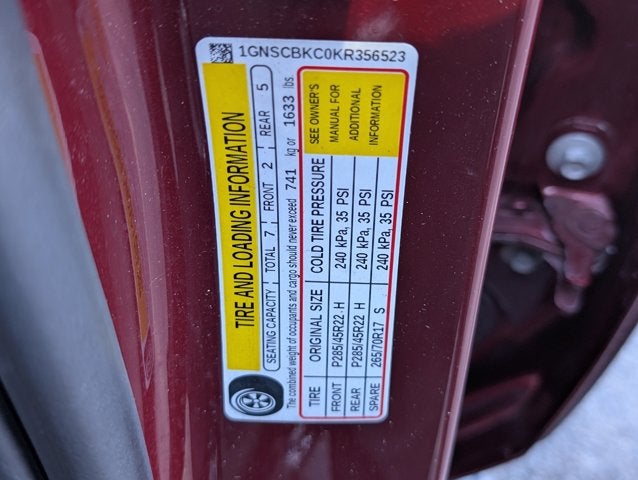 1GNSCBKC0KR356523
TIRE AND LOADING INFORMATION
SEATING CAPACITY TOTAL 7 FRONT 2 REAR 5
The combined weight of occupants and cargo should never exceed 741 kg or 1633 lbs.
TIRE ORIGINAL SIZE COLD TIRE PRESSURE SEE OWNER'S
FRONT P285/45R22 H 240 kPa, 35 PSI MANUAL FOR
REAR P285/45R22 H 240 kPa, 35 PSI ADDITIONAL
SPARE 265/70R17 S 240 kPa, 35 PSI INFORMATION